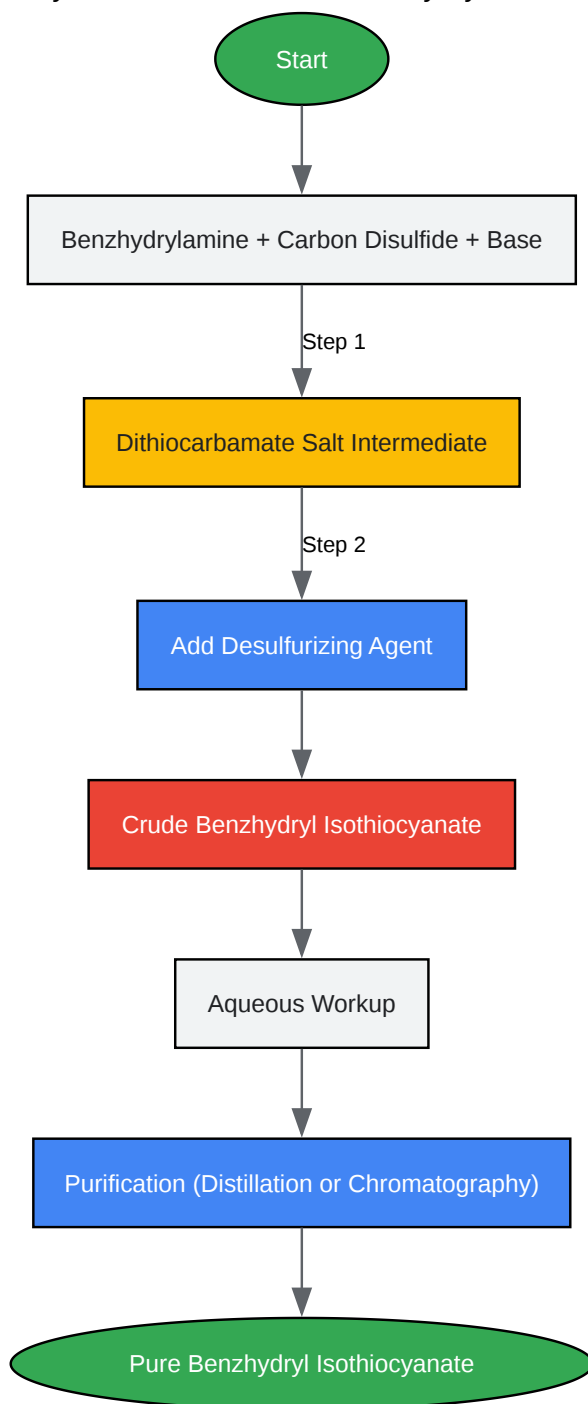 Start
Benzhydrylamine + Carbon Disulfide + Base
Step 1
Dithiocarbamate Salt Intermediate
Step 2
Add Desulfurizing Agent
Crude Benzhydryl Isothiocyanate
Aqueous Workup
Purification (Distillation or Chromatography)
Pure Benzhydryl Isothiocyanate